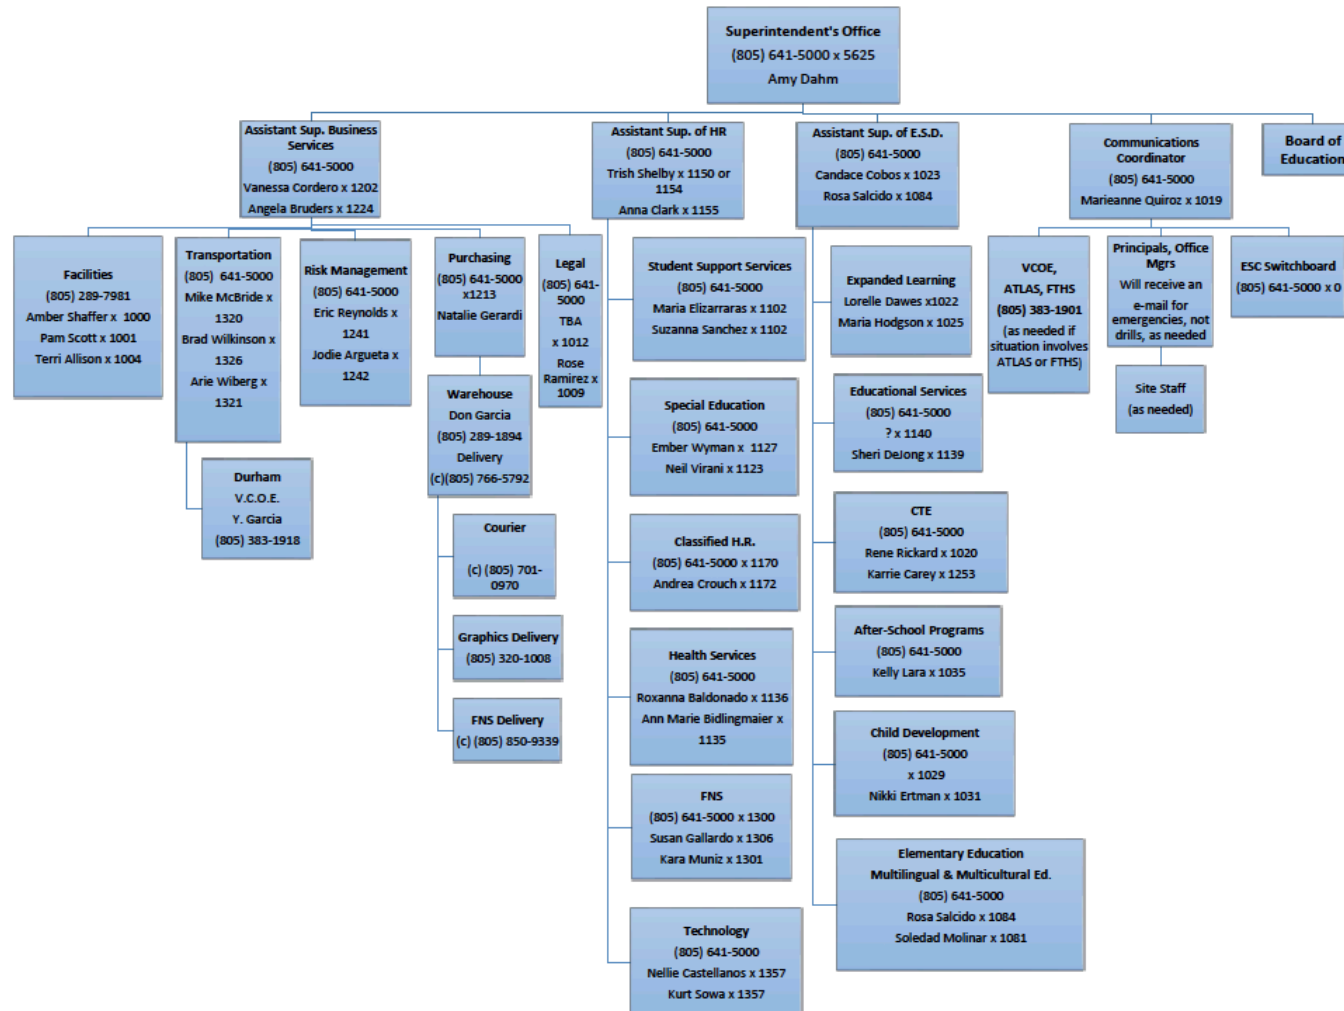 Superintendent's Office
(805) 641-5000 x 5625
Amy Dahm
Assistant Sup. Business
Services
(805) 641-5000
Vanessa Cordero x 1202
Angela Bruders x 1224
Assistant Sup. of HR
(805) 641-5000
Trish Shelby x 1150 or
1154
Anna Clark x 1155
Assistant Sup. of E.S.D.
(805) 641-5000
Candace Cobos x 1023
Rosa Salcido x 1084
Communications
Coordinator
(805) 641-5000
Marieanne Quiroz x 1019
Board of
Education
Facilities
(805) 289-7981
Amber Shaffer x 1000
Pam Scott x 1001
Terri Allison x 1004
Transportation
(805) 641-5000
Mike McBride x
1320
Brad Wilkinson x
1326
Arie Wiberg x
1321
Risk Management
(805) 641-5000
Eric Reynolds x
1241
Jodie Argueta x
1242
Purchasing
(805) 641-5000
x1213
Natalie Gerardi
Legal
(805) 641-
5000
TBA
x 1012
Rose
Ramirez x
1009
Durham
V.C.O.E.
Y. Garcia
(805) 383-1918
Warehouse
Don Garcia
(805) 289-1894
Delivery
(c)(805) 766-5792
Courier
(c) (805) 701-
0970
Graphics Delivery
(805) 320-1008
FNS Delivery
(c) (805) 850-9339
Student Support Services
(805) 641-5000
Maria Elizarraras x 1102
Suzanna Sanchez x 1102
Special Education
(805) 641-5000
Ember Wyman x 1127
Neil Virani x 1123
Classified H.R.
(805) 641-5000 x 1170
Andrea Crouch x 1172
Health Services
(805) 641-5000
Roxanna Baldonado x 1136
Ann Marie Bidlingmaier x
1135
FNS
(805) 641-5000 x 1300
Susan Gallardo x 1306
Kara Muniz x 1301
Technology
(805) 641-5000
Nellie Castellanos x 1357
Kurt Sowa x 1357
Expanded Learning
Lorelle Dawes x1022
Maria Hodgson x 1025
Educational Services
(805) 641-5000
? x 1140
Sheri DeJong x 1139
CTE
(805) 641-5000
Rene Rickard x 1020
Karrie Carey x 1253
After-School Programs
(805) 641-5000
Kelly Lara x 1035
Child Development
(805) 641-5000
x 1029
Nikki Ertman x 1031
Elementary Education
Multilingual & Multicultural Ed.
(805) 641-5000
Rosa Salcido x 1084
Soledad Molinar x 1081
VCOE,
ATLAS, FTHS
(805) 383-1901
(as needed if
situation involves
ATLAS or FTHS)
Principals, Office
Mgrs
Will receive an
e-mail for
emergencies, not
drills, as needed
Site Staff
(as needed)
ESC Switchboard
(805) 641-5000 x 0